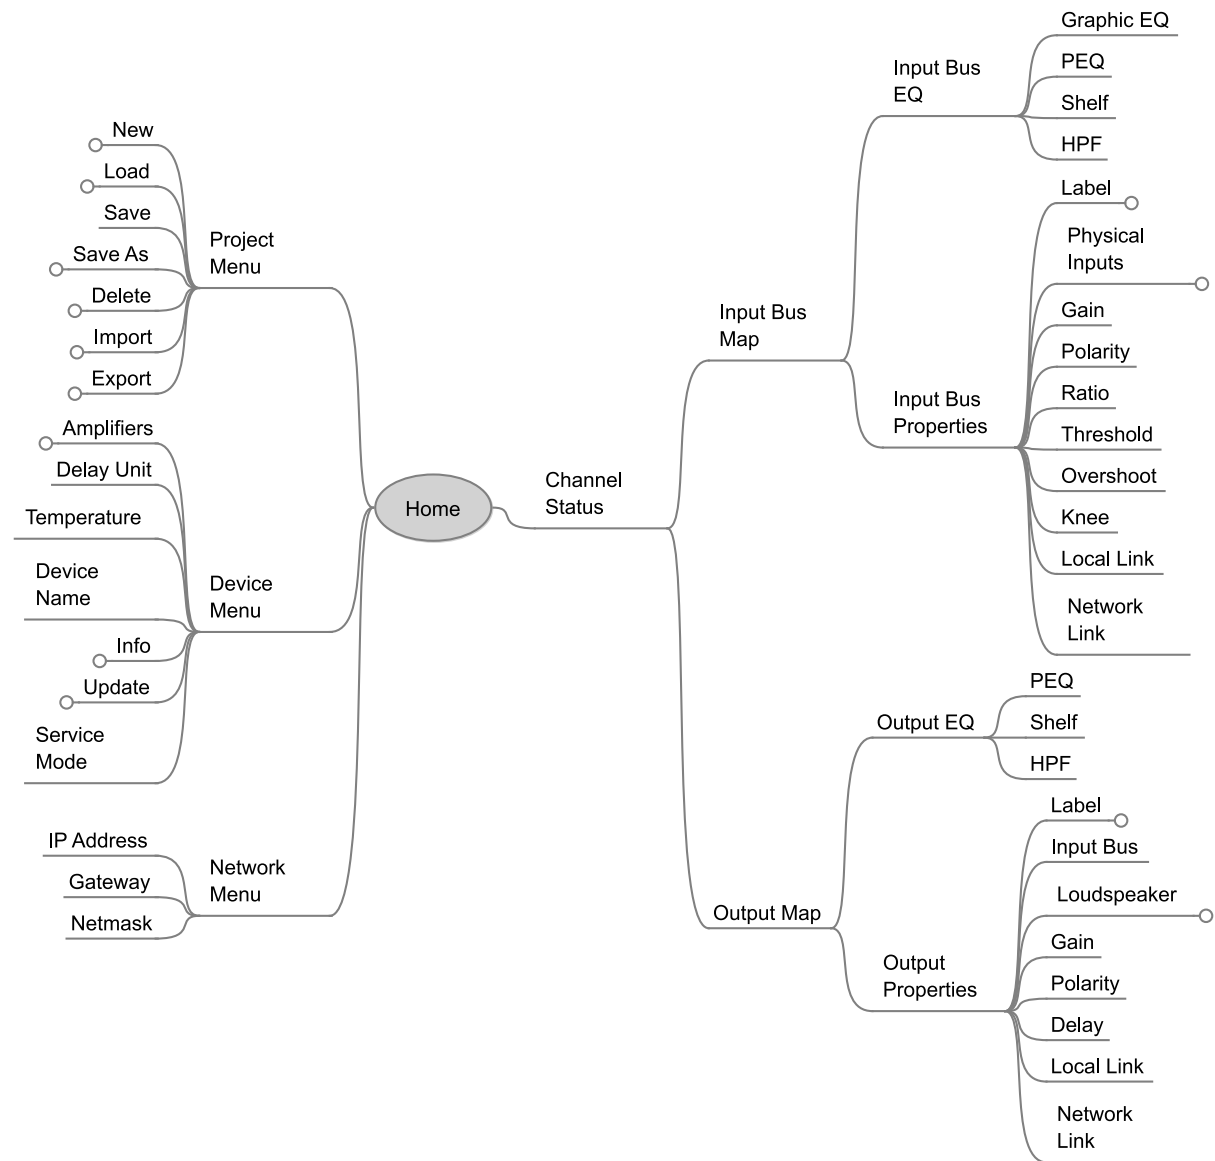 New
Load
Save
Save As
Delete
Import
Export
Project
Menu
Amplifiers
Delay Unit
Temperature
Device
Name
Info
Update
Service
Mode
Device
Menu
IP Address
Gateway
Netmask
Network
Menu
Home
Channel
Status
Input Bus
Map
Input Bus
EQ
Graphic EQ
PEQ
Shelf
HPF
Input Bus
Properties
Label
Physical
Inputs
Gain
Polarity
Ratio
Threshold
Overshoot
Knee
Local Link
Network
Link
Output Map
Output EQ
PEQ
Shelf
HPF
Output
Properties
Label
Input Bus
Loudspeaker
Gain
Polarity
Delay
Local Link
Network
Link